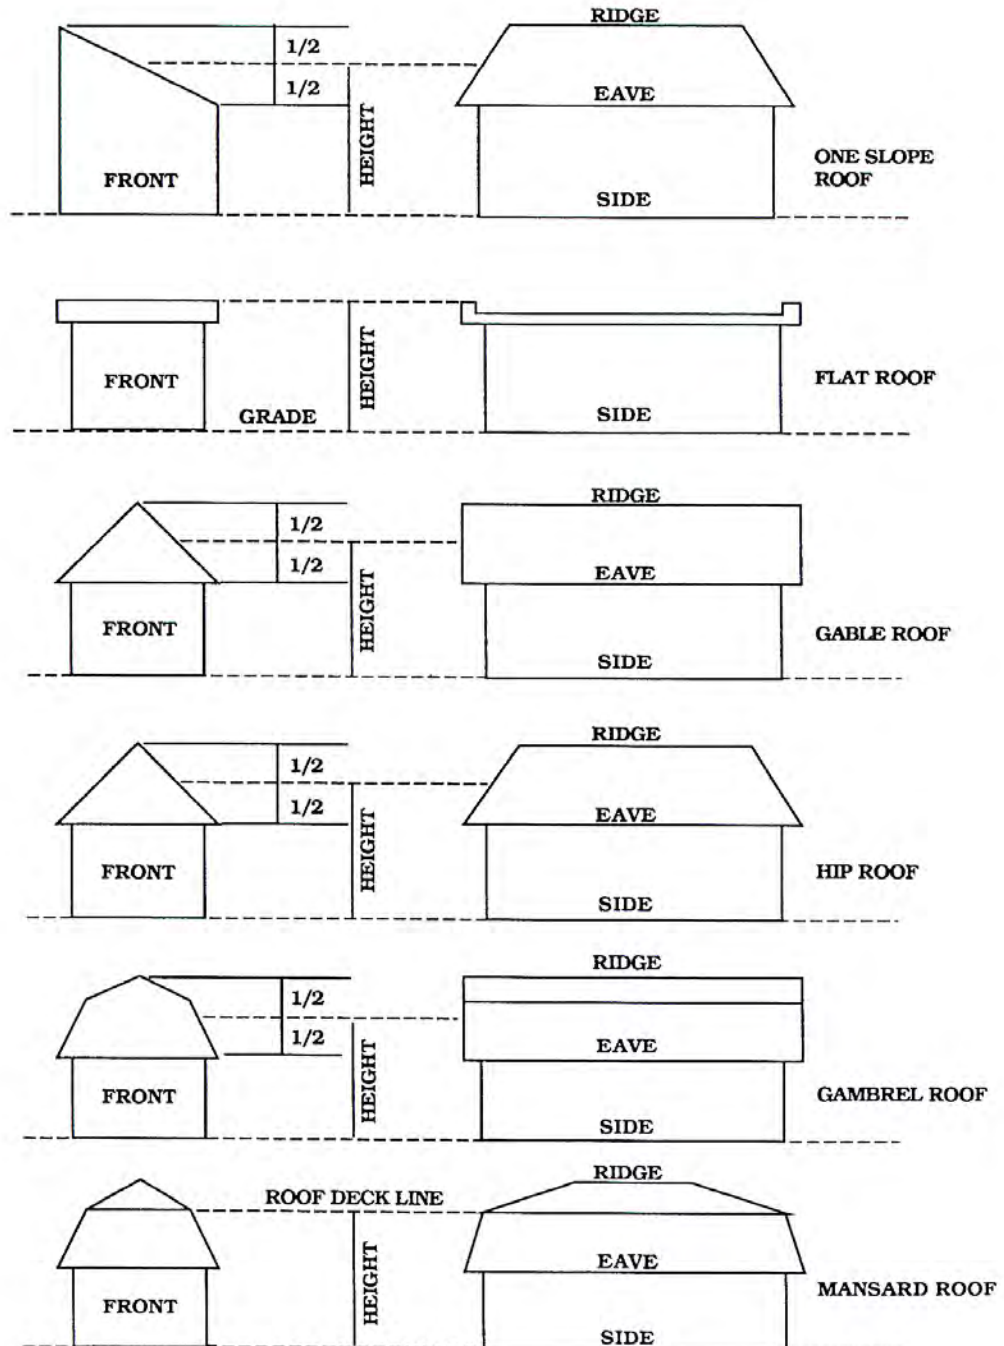 RIDGE
1/2
1/2
HEIGHT
EAVE
FRONT
SIDE
ONE SLOPE
ROOF
HEIGHT
FRONT
GRADE
SIDE
FLAT ROOF
RIDGE
1/2
1/2
HEIGHT
EAVE
FRONT
SIDE
GABLE ROOF
RIDGE
1/2
1/2
HEIGHT
EAVE
FRONT
SIDE
HIP ROOF
RIDGE
1/2
1/2
HEIGHT
EAVE
FRONT
SIDE
GAMBREL ROOF
RIDGE
ROOF DECK LINE
HEIGHT
EAVE
FRONT
SIDE
MANSARD ROOF